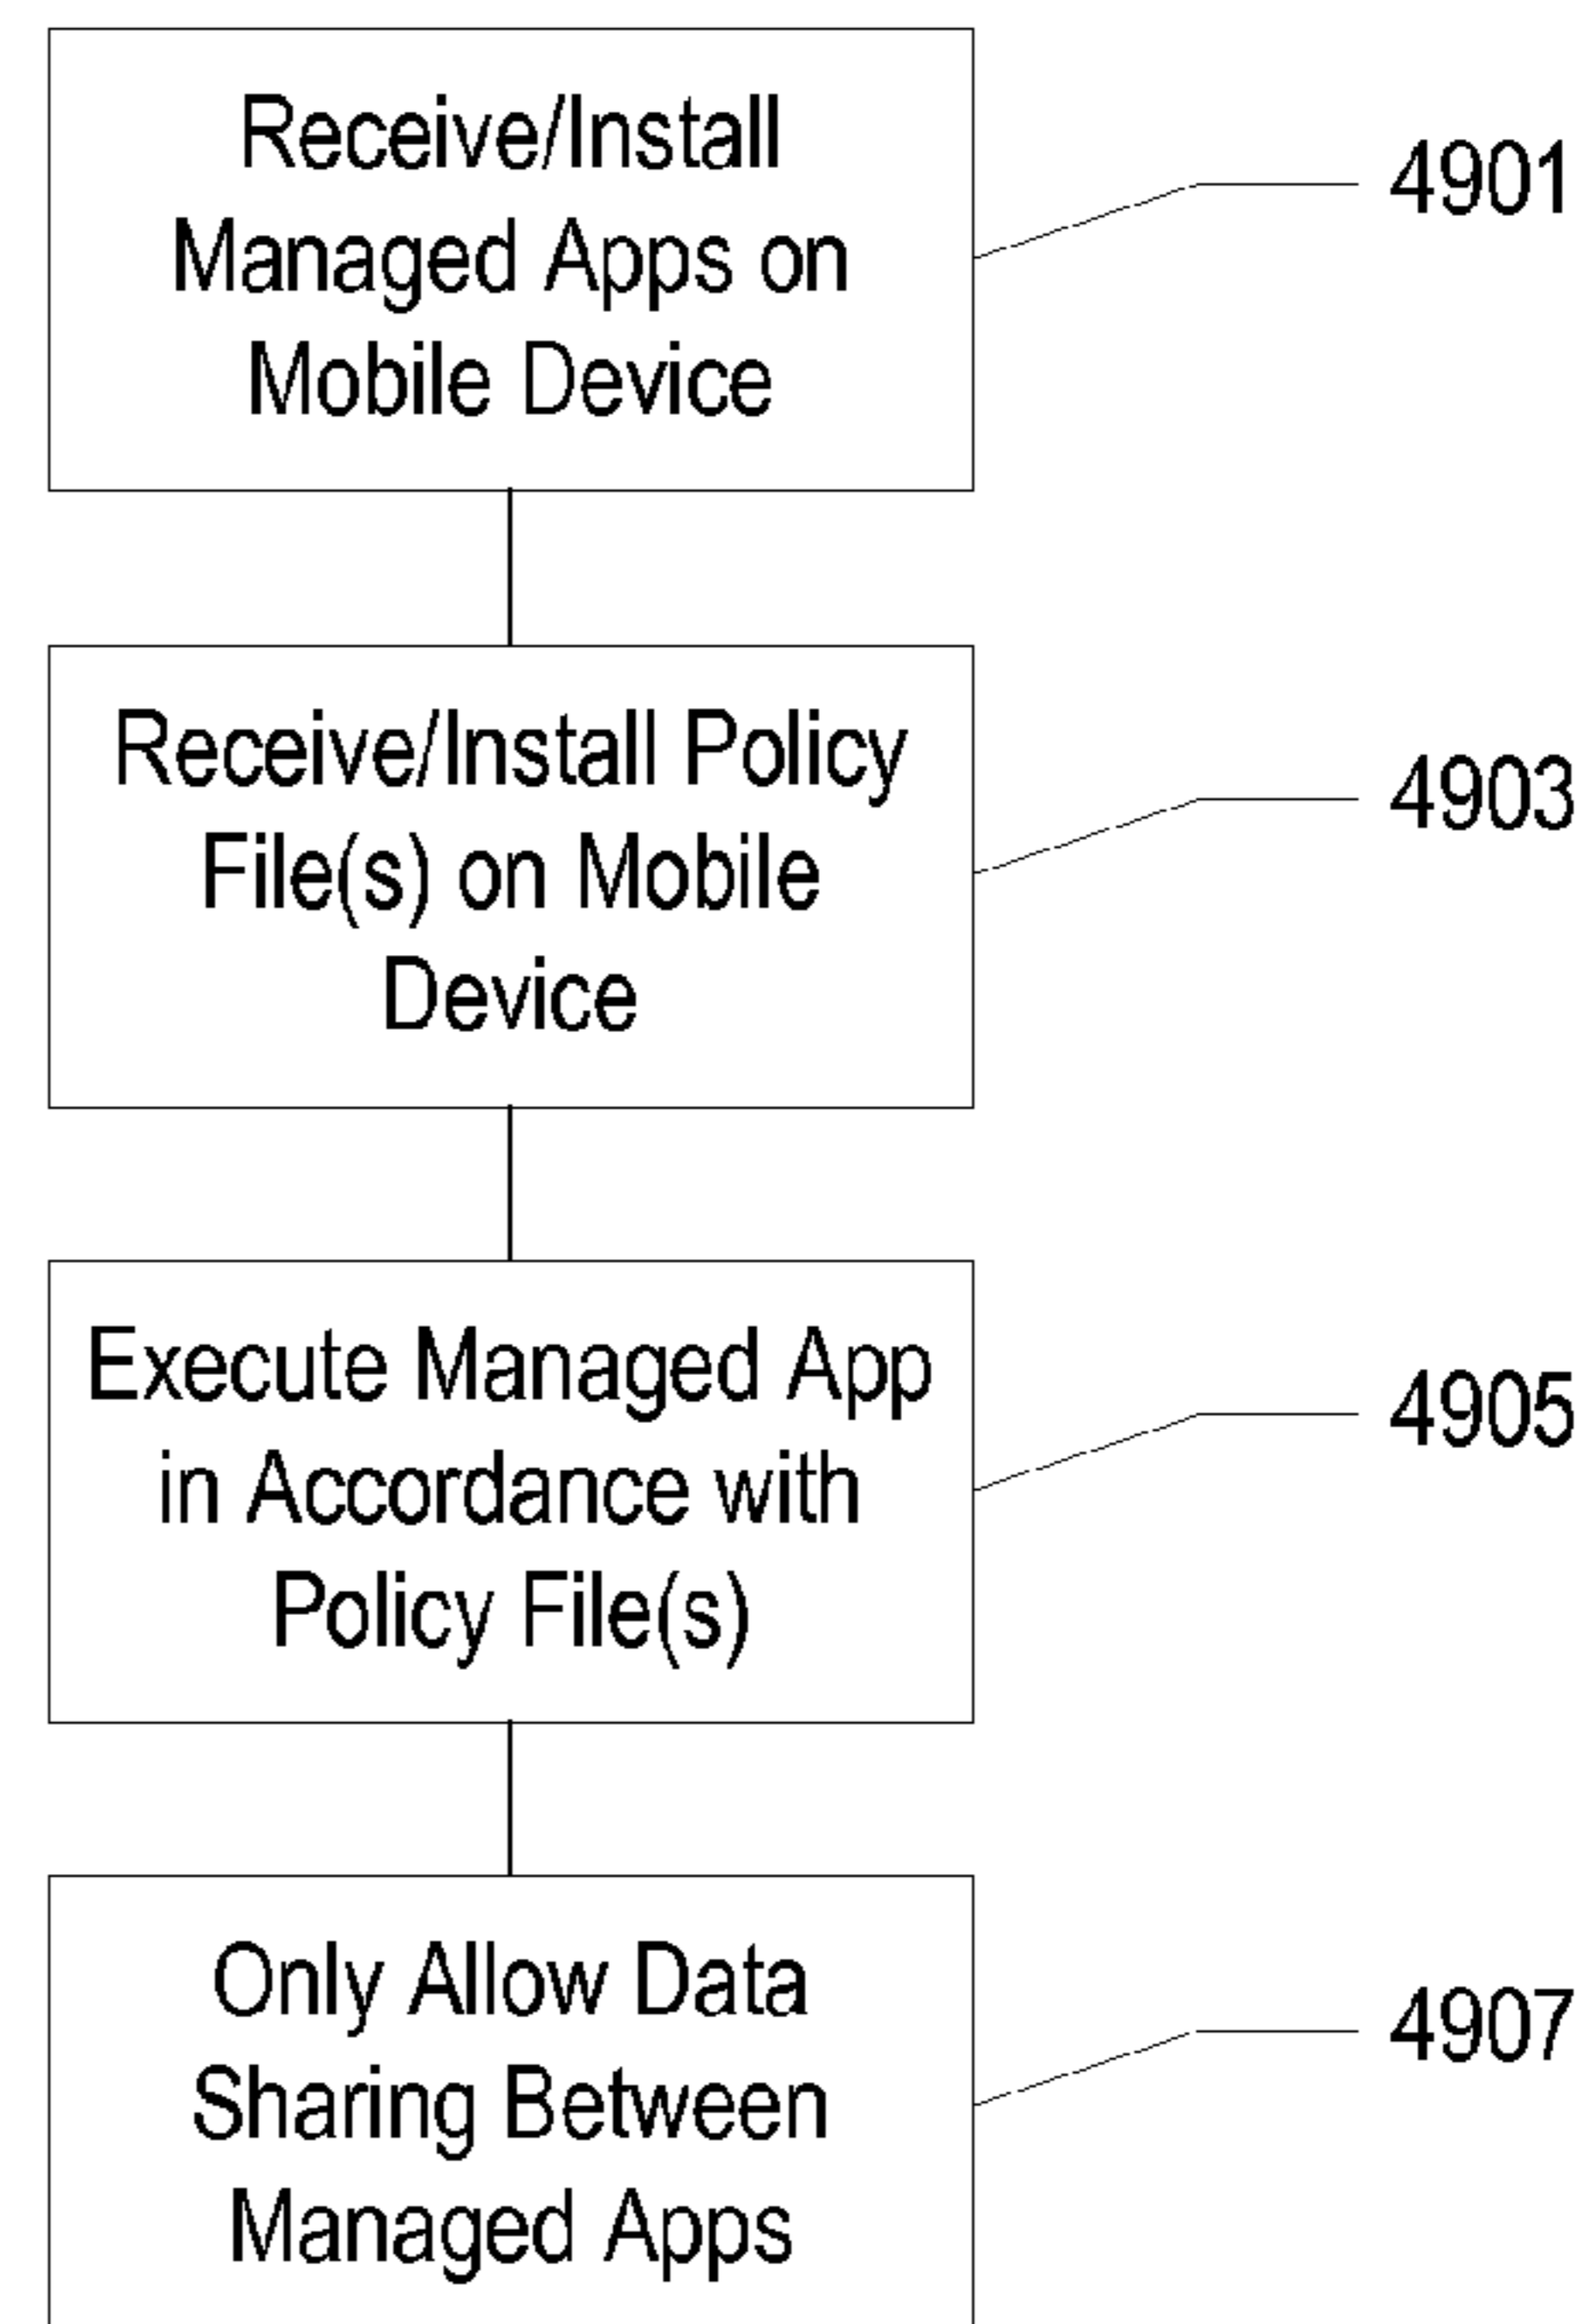 Receive/Install
Managed Apps on
Mobile Device
4901
Receive/Install Policy
File(s) on Mobile
Device
4903
Execute Managed App
in Accordance with
Policy File(s)
4905
Only Allow Data
Sharing Between
Managed Apps
4907